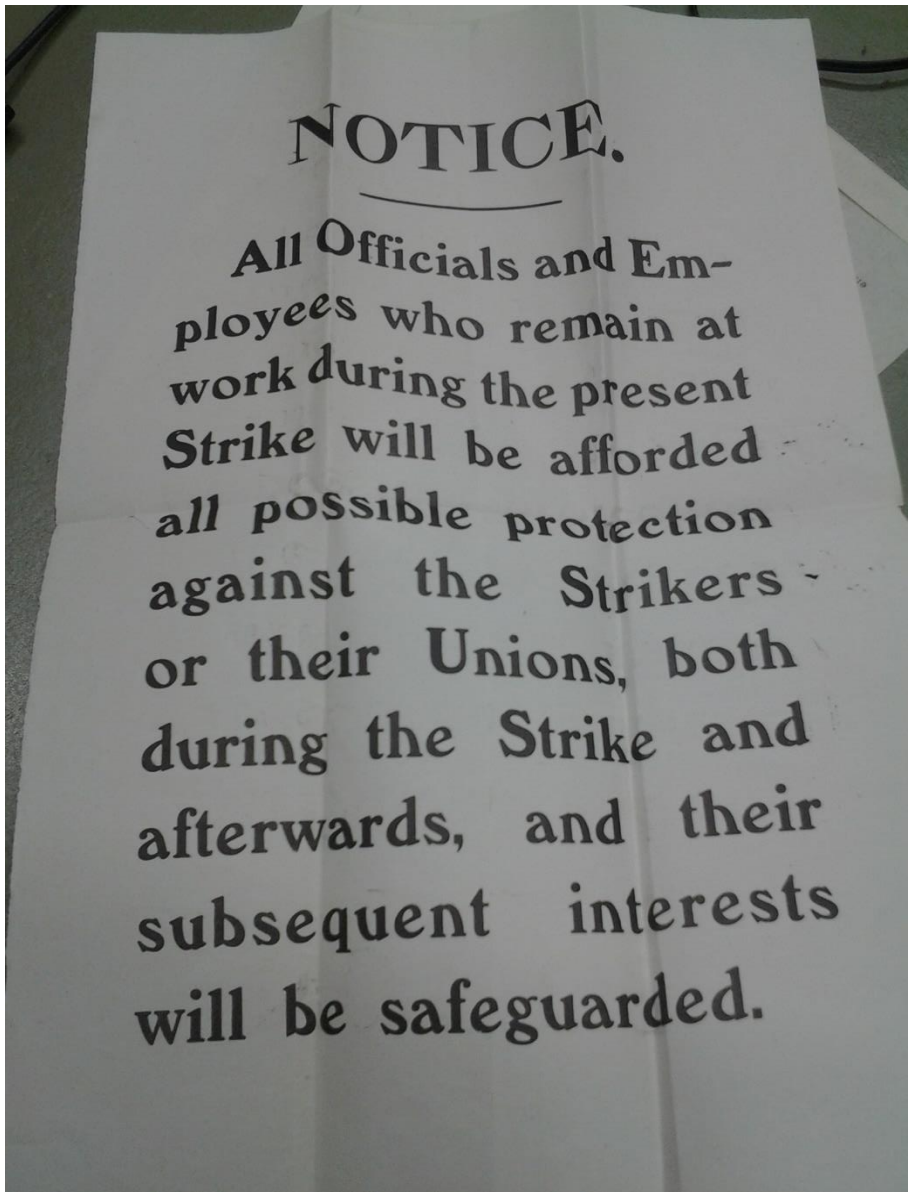 NOTICE.
All Officials and Em-
ployees who remain at
work during the present
Strike will be afforded
all possible protection
against the Strikers
or their Unions, both
during the Strike and
afterwards, and their
subsequent interests
will be safeguarded.